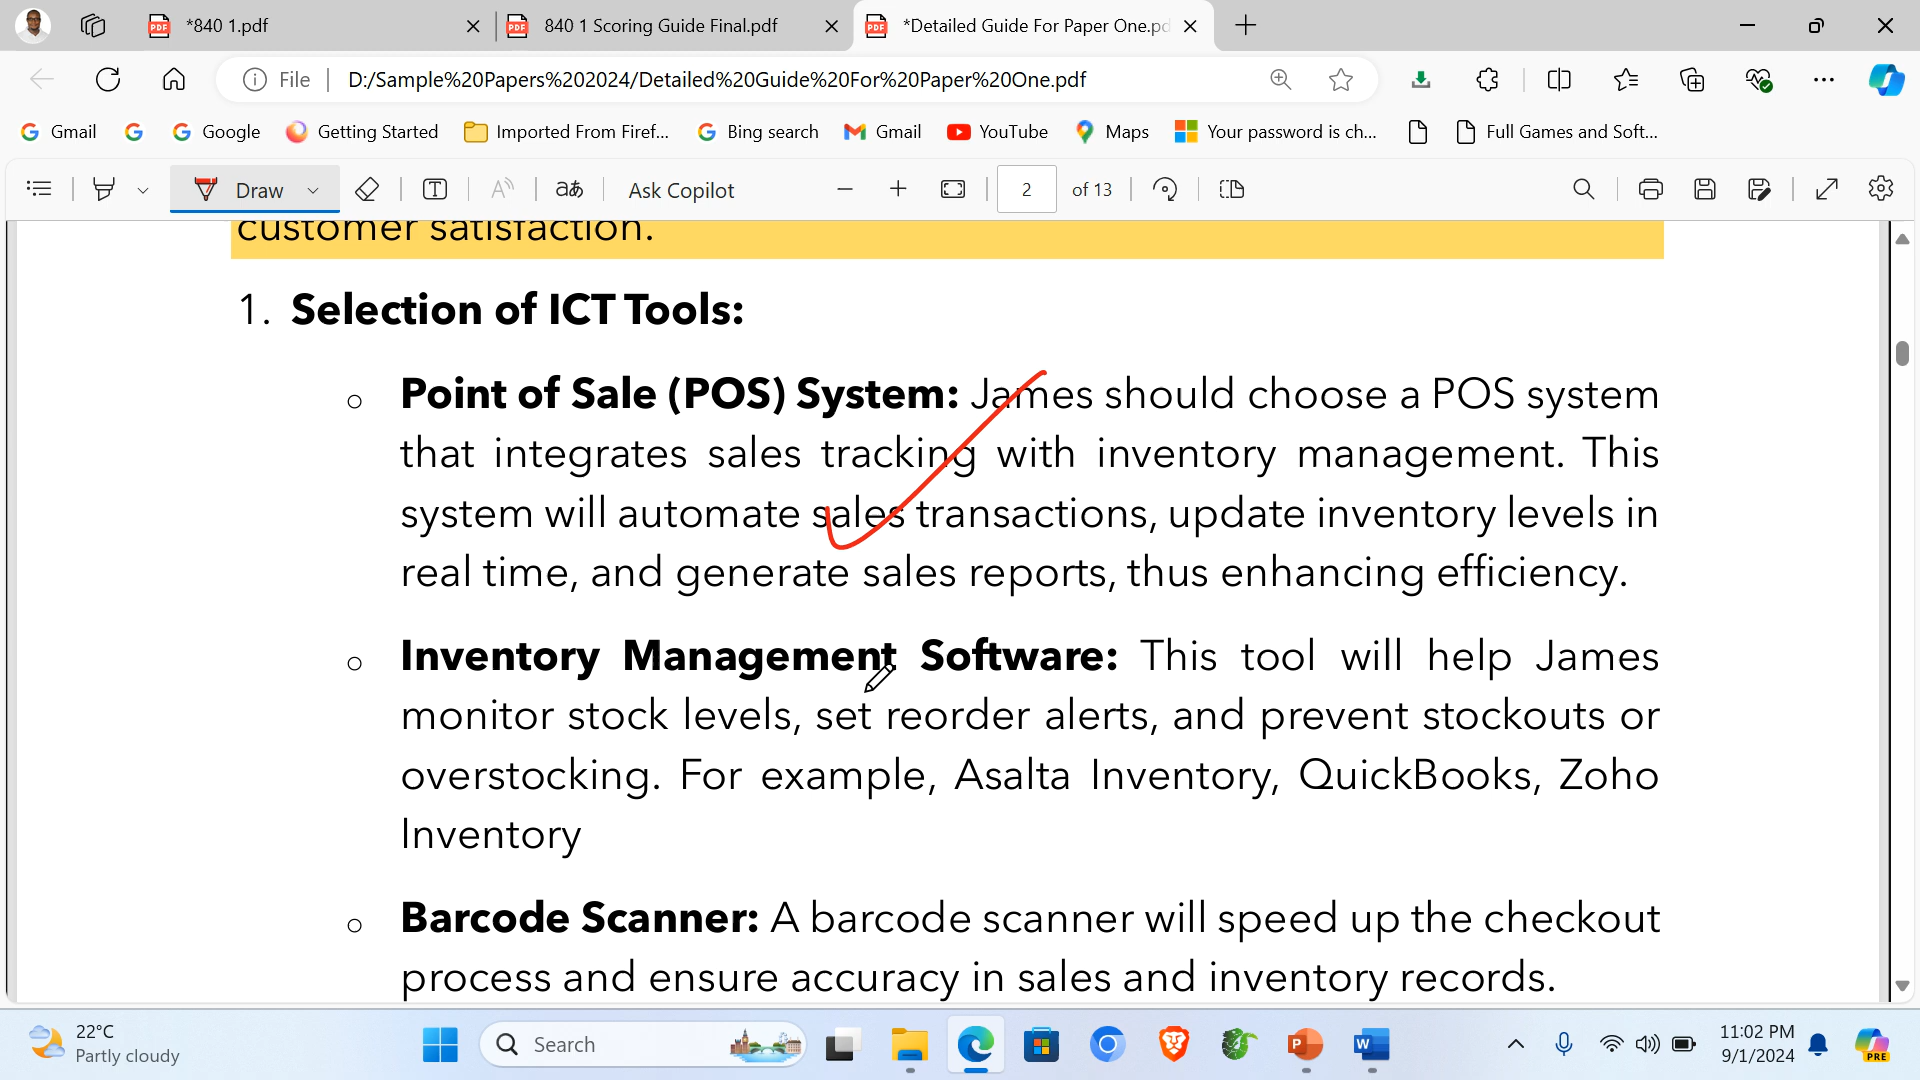 *840 1.pdf
840 1 Scoring Guide Final.pdf
*Detailed Guide For Paper One.pd
File
D:/Sample%20Papers%202024/Detailed%20Guide%20For%20Paper%20One.pdf
Gmail
Google
Getting Started
Imported From Firef...
Bing search
Gmail
YouTube
Maps
Your password is ch...
Full Games and Soft...
Draw
Ask Copilot
2
of 13
customer satisfaction.
1. Selection of ICT Tools:
o Point of Sale (POS) System: James should choose a POS system
that integrates sales tracking with inventory management. This
system will automate sales transactions, update inventory levels in
real time, and generate sales reports, thus enhancing efficiency.
o Inventory Management Software: This tool will help James
monitor stock levels, set reorder alerts, and prevent stockouts or
overstocking. For example, Asalta Inventory, QuickBooks, Zoho
Inventory
o Barcode Scanner: A barcode scanner will speed up the checkout
process and ensure accuracy in sales and inventory records.
22°C
Partly cloudy
Search
11:02 PM
9/1/2024
PRE